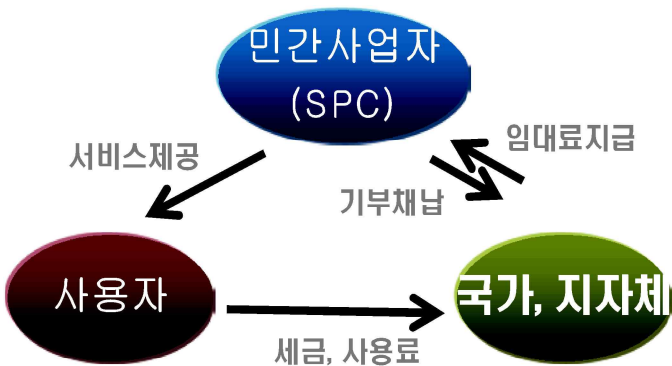 민간사업자
(SPC)
서비스제공
임대료지급
기부채납
사용자
국가, 지자체
세금, 사용료